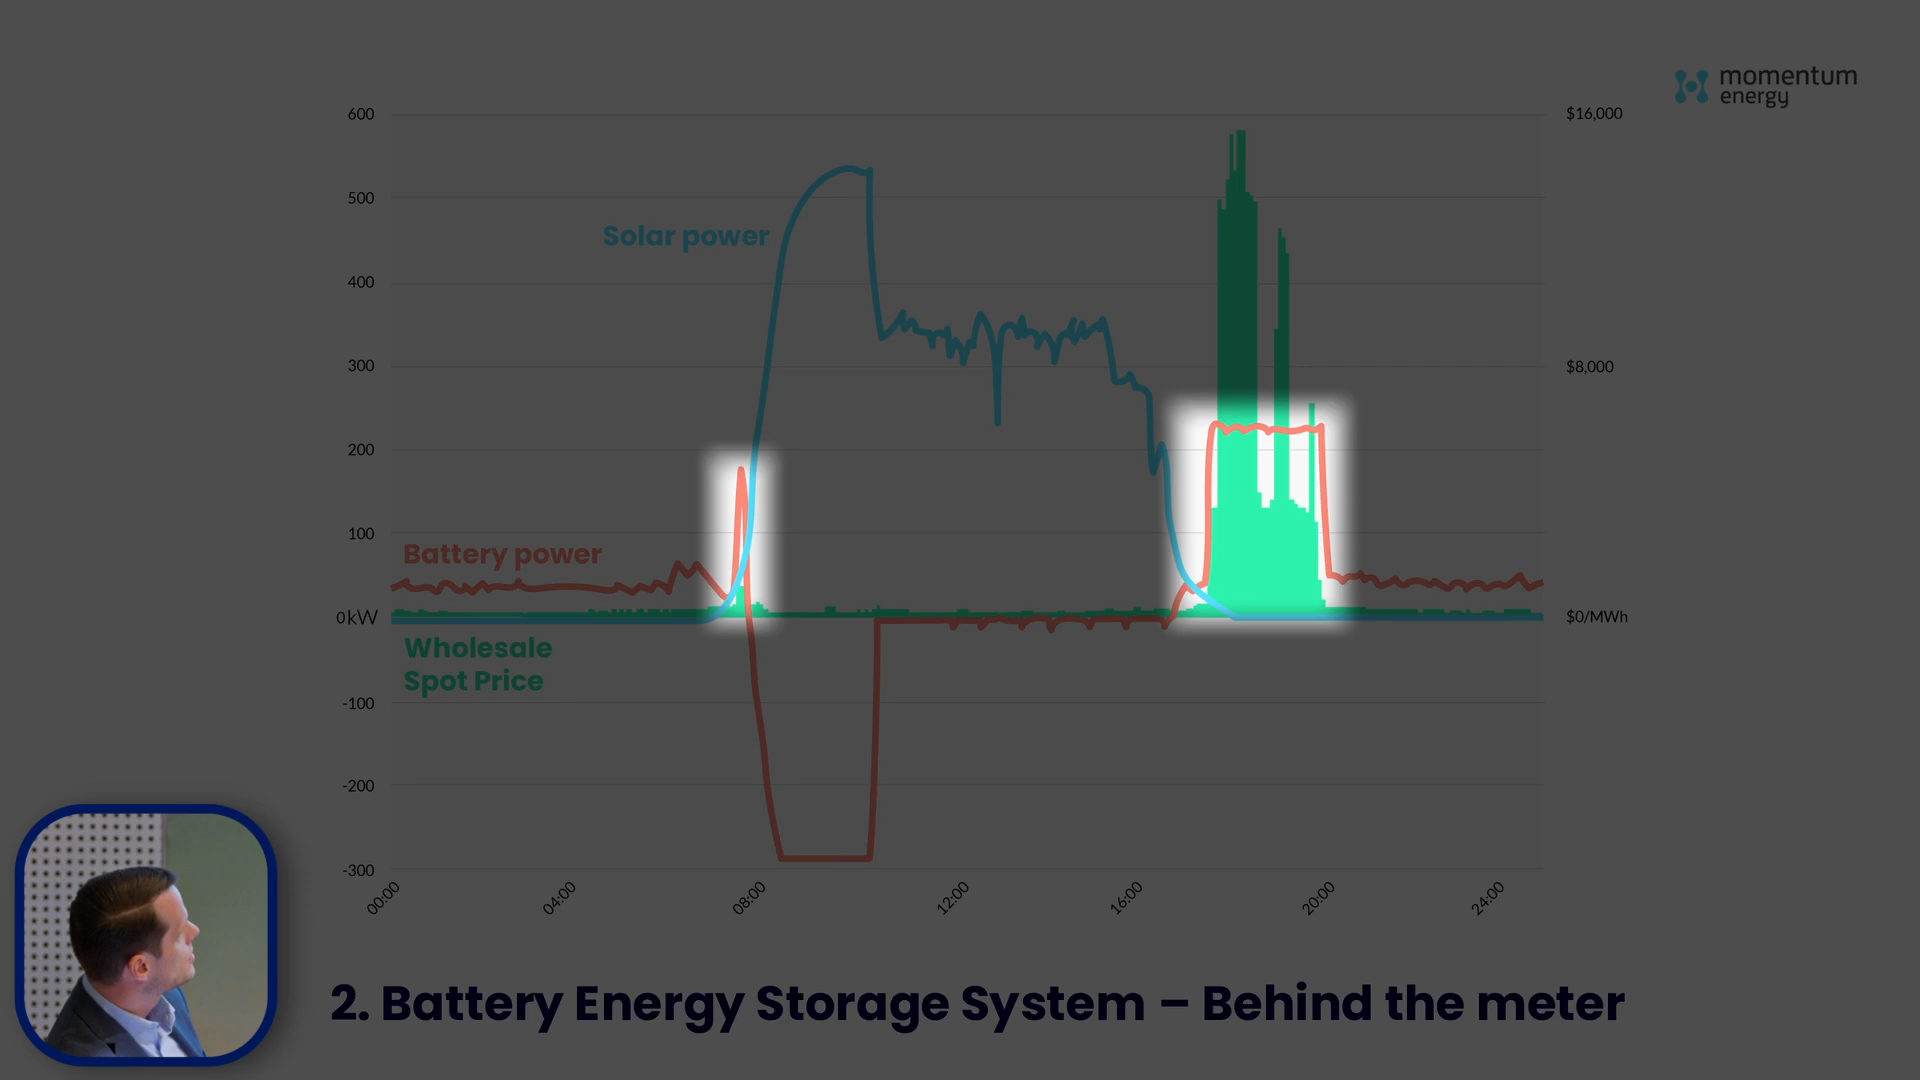 momentum
energy
600
$16,000
500
Solar power
400
300
$8,000
200
100
Battery power
0kW
$0/MWh
Wholesale
Spot Price
-100
-200
-300
00:00
04:00
08:00
12:00
16:00
20:00
24:00
2. Battery Energy Storage System – Behind the meter